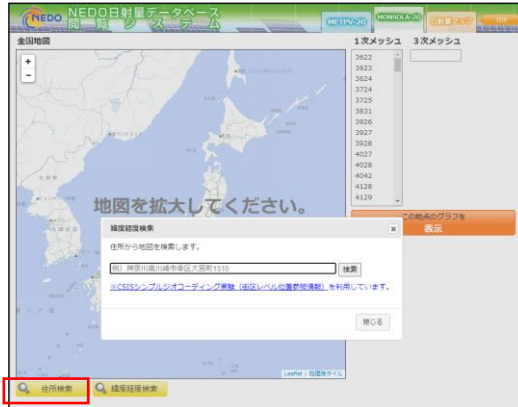 NEDO NEDO日射量データベース
閲覧システム
METPV-20 MONSOLA-20 日射量マップ TOP
全国地図
1次メッシュ 3次メッシュ
+
-
3622
3623
3624
3724
3725
3831
3926
3927
3928
4027
4028
4042
4128
4129
地図を拡大してください。
この地点のグラフを
表示
緯度経度検索
×
住所から地図を検索します。
例）神奈川県川崎市幸区大宮町1310
検索
※CSISシンプルジオコーディング実験（街区レベル位置参照情報）を利用しています。
閉じる
Leaflet | 地理院タイル
住所検索 緯度経度検索